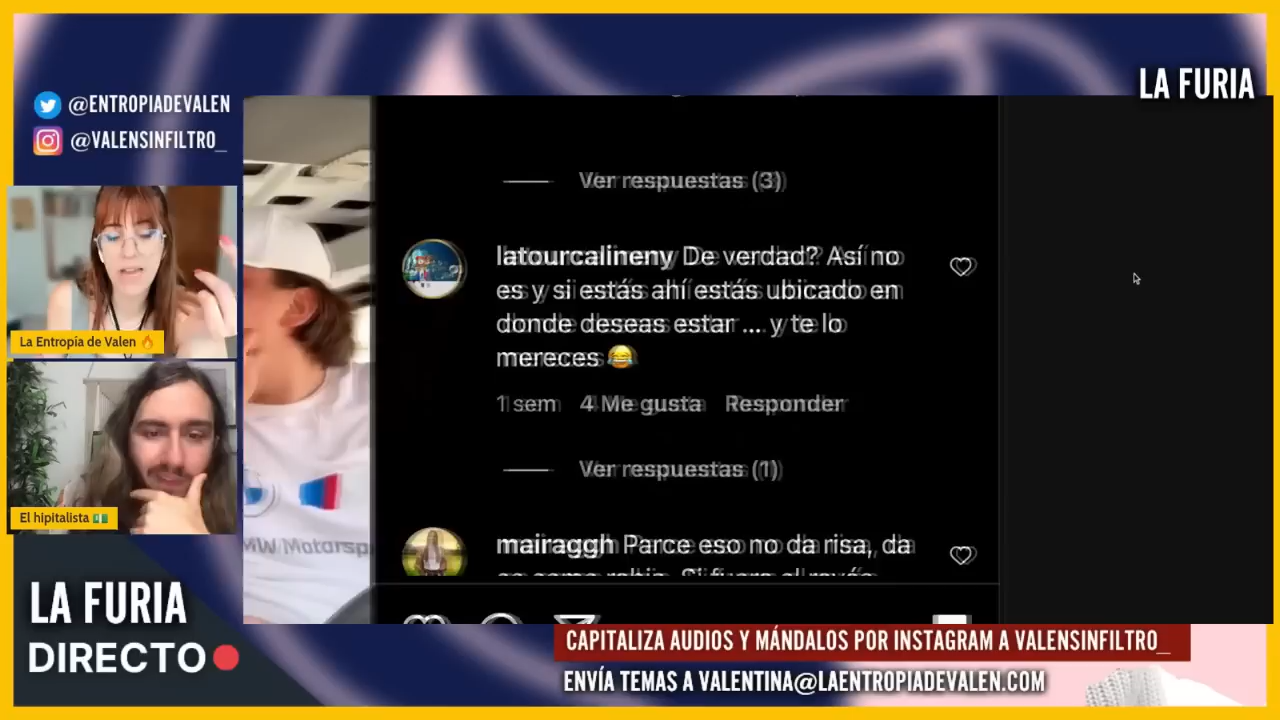 LA FURIA
@ENTROPIADEVALEN
@VALENSINFILTRO_
Ver respuestas (3)
latourcalineny De verdad? Así no
es y si estás ahí estás ubicado en
donde deseas estar ... y te lo
mereces 😂
1 sem 4 Me gusta Responder
Ver respuestas (1)
mairaggh Parce eso no da risa, da
La Entropía de Valen 🔥
El hipitalista 💵
MW Motorsp
LA FURIA
DIRECTO
CAPITALIZA AUDIOS Y MÁNDALOS POR INSTAGRAM A VALENSINFILTRO_
ENVÍA TEMAS A VALENTINA@LAENTROPIADEVALEN.COM